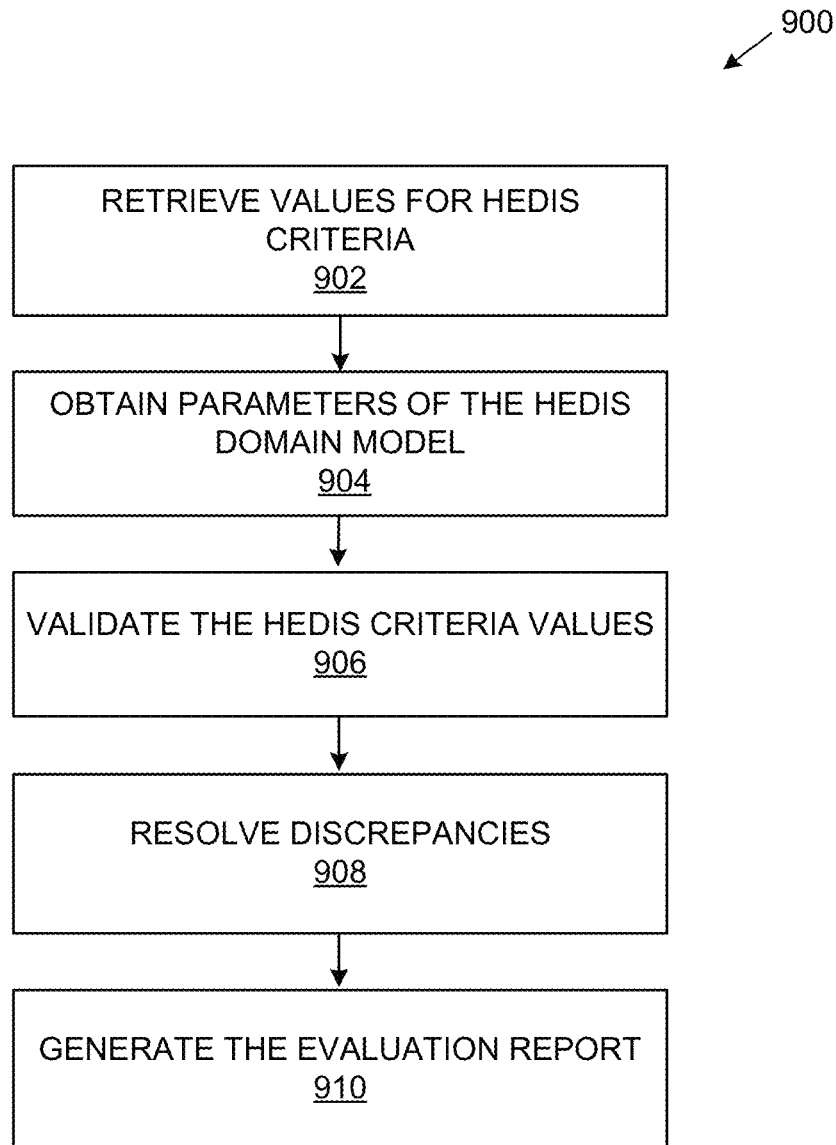 900
RETRIEVE VALUES FOR HEDIS
CRITERIA
902
OBTAIN PARAMETERS OF THE HEDIS
DOMAIN MODEL
904
VALIDATE THE HEDIS CRITERIA VALUES
906
RESOLVE DISCREPANCIES
908
GENERATE THE EVALUATION REPORT
910